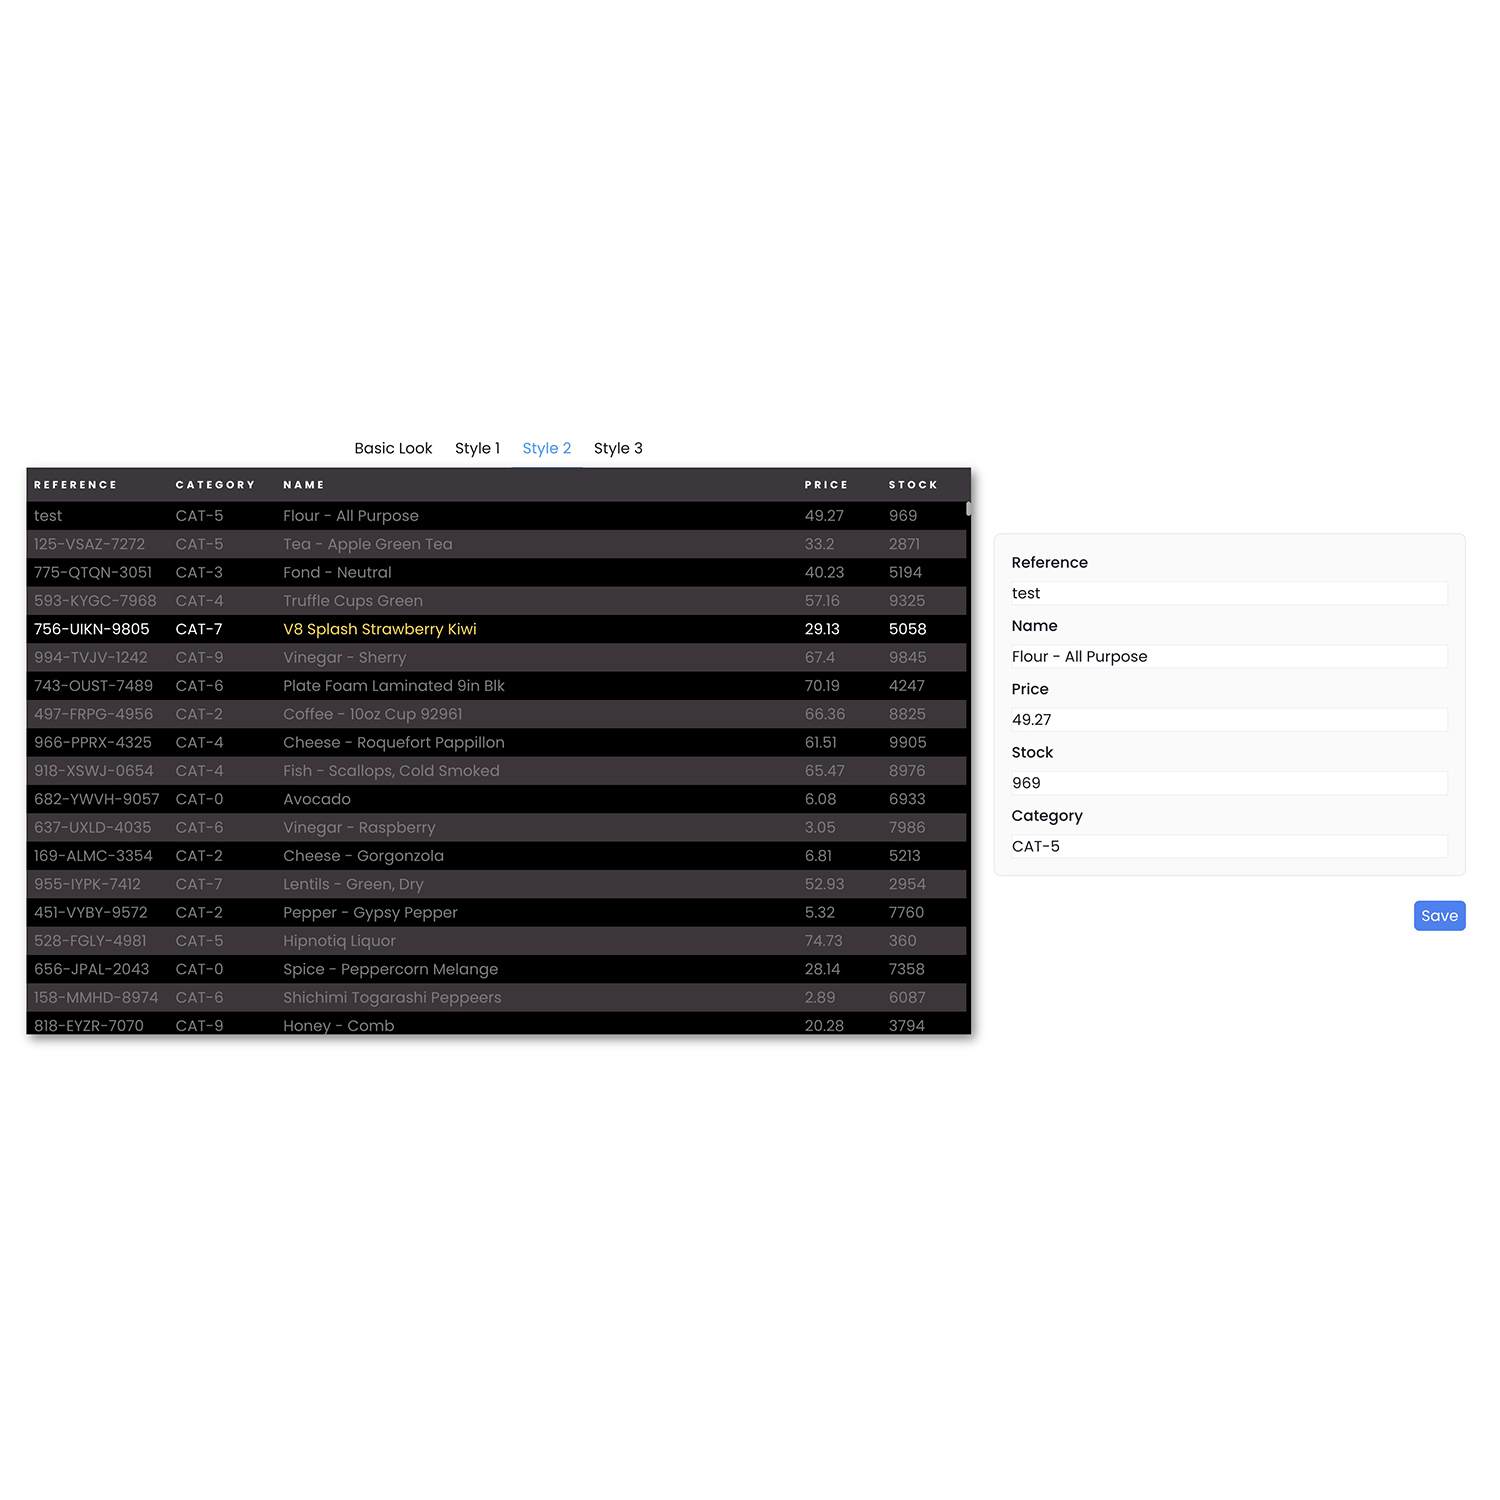 Basic Look Style 1 Style 2 Style 3
REFERENCE CATEGORY NAME PRICE STOCK
test CAT-5 Flour - All Purpose 49.27 969
125-VSAZ-7272 CAT-5 Tea - Apple Green Tea 33.2 2871
775-QTQN-3051 CAT-3 Fond - Neutral 40.23 5194
593-KYGC-7968 CAT-4 Truffle Cups Green 57.16 9325
756-UIKN-9805 CAT-7 V8 Splash Strawberry Kiwi 29.13 5058
994-TVJV-1242 CAT-9 Vinegar - Sherry 67.4 9845
743-OUST-7489 CAT-6 Plate Foam Laminated 9in Blk 70.19 4247
497-FRPG-4956 CAT-2 Coffee - 10oz Cup 92961 66.36 8825
966-PPRX-4325 CAT-4 Cheese - Roquefort Pappillon 61.51 9905
918-XSWJ-0654 CAT-4 Fish - Scallops, Cold Smoked 65.47 8976
682-YWVH-9057 CAT-0 Avocado 6.08 6933
637-UXLD-4035 CAT-6 Vinegar - Raspberry 3.05 7986
169-ALMC-3354 CAT-2 Cheese - Gorgonzola 6.81 5213
955-IYPK-7412 CAT-7 Lentils - Green, Dry 52.93 2954
451-VYBY-9572 CAT-2 Pepper - Gypsy Pepper 5.32 7760
528-FGLY-4981 CAT-5 Hipnotiq Liquor 74.73 360
656-JPAL-2043 CAT-0 Spice - Peppercorn Melange 28.14 7358
158-MMHD-8974 CAT-6 Shichimi Togarashi Peppeers 2.89 6087
818-EYZR-7070 CAT-9 Honey - Comb 20.28 3794
Reference
test
Name
Flour - All Purpose
Price
49.27
Stock
969
Category
CAT-5
Save